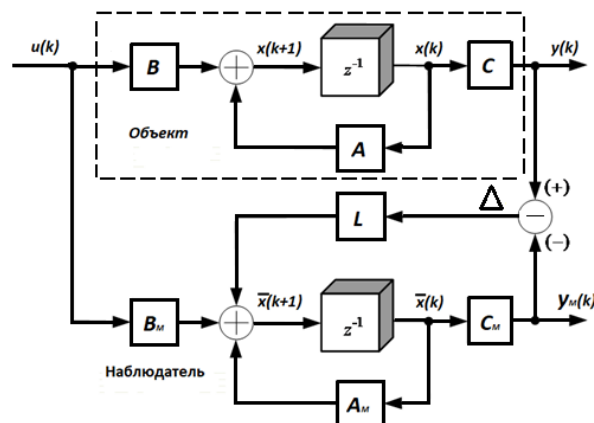 u(k)
B
x(k+1)
z⁻¹
x(k)
C
y(k)
Объект
A
(+)
L
Δ
−
(−)
x̅(k+1)
x̅(k)
Bм
z⁻¹
Cм
yм(k)
Наблюдатель
Aм